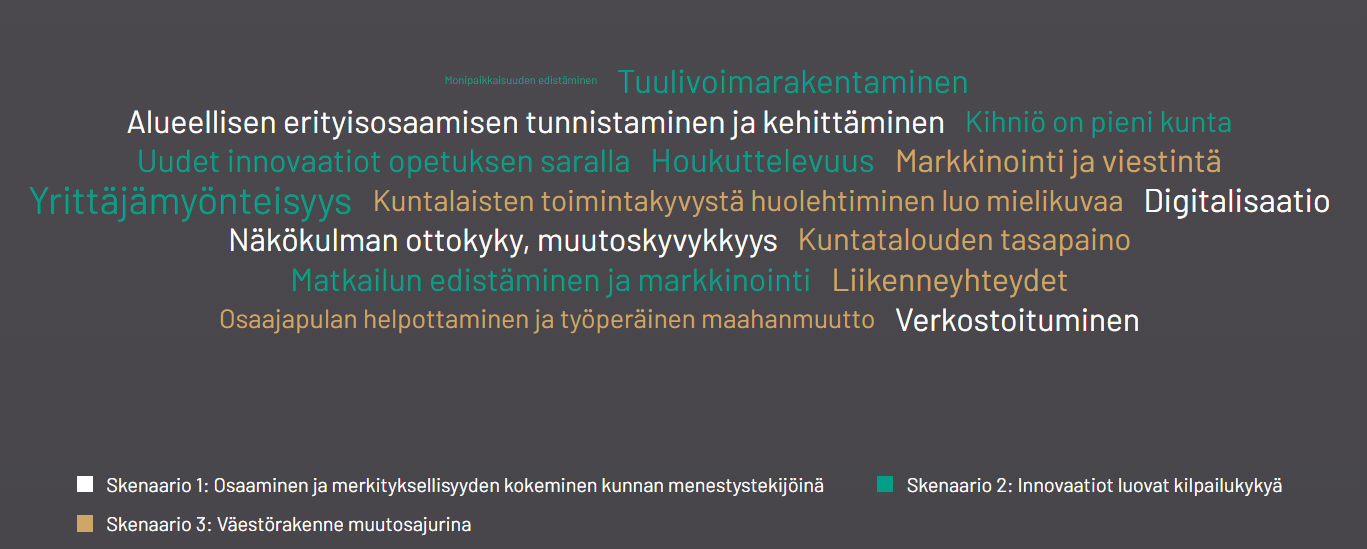 Monipaikkaisuuden edistäminen Tuulivoimarakentaminen
Alueellisen erityisosaamisen tunnistaminen ja kehittäminen Kihniö on pieni kunta
Uudet innovaatiot opetuksen saralla Houkuttelevuus Markkinointi ja viestintä
Yrittäjämyönteisyys Kuntalaisten toimintakyvystä huolehtiminen luo mielikuvaa Digitalisaatio
Näkökulman ottokyky, muutoskyvykkyys Kuntatalouden tasapaino
Matkailun edistäminen ja markkinointi Liikenneyhteydet
Osaajapulan helpottaminen ja työperäinen maahanmuutto Verkostoituminen
Skenaario 1: Osaaminen ja merkityksellisyyden kokeminen kunnan menestystekijöinä Skenaario 2: Innovaatiot luovat kilpailukykyä
Skenaario 3: Väestörakenne muutosajurina